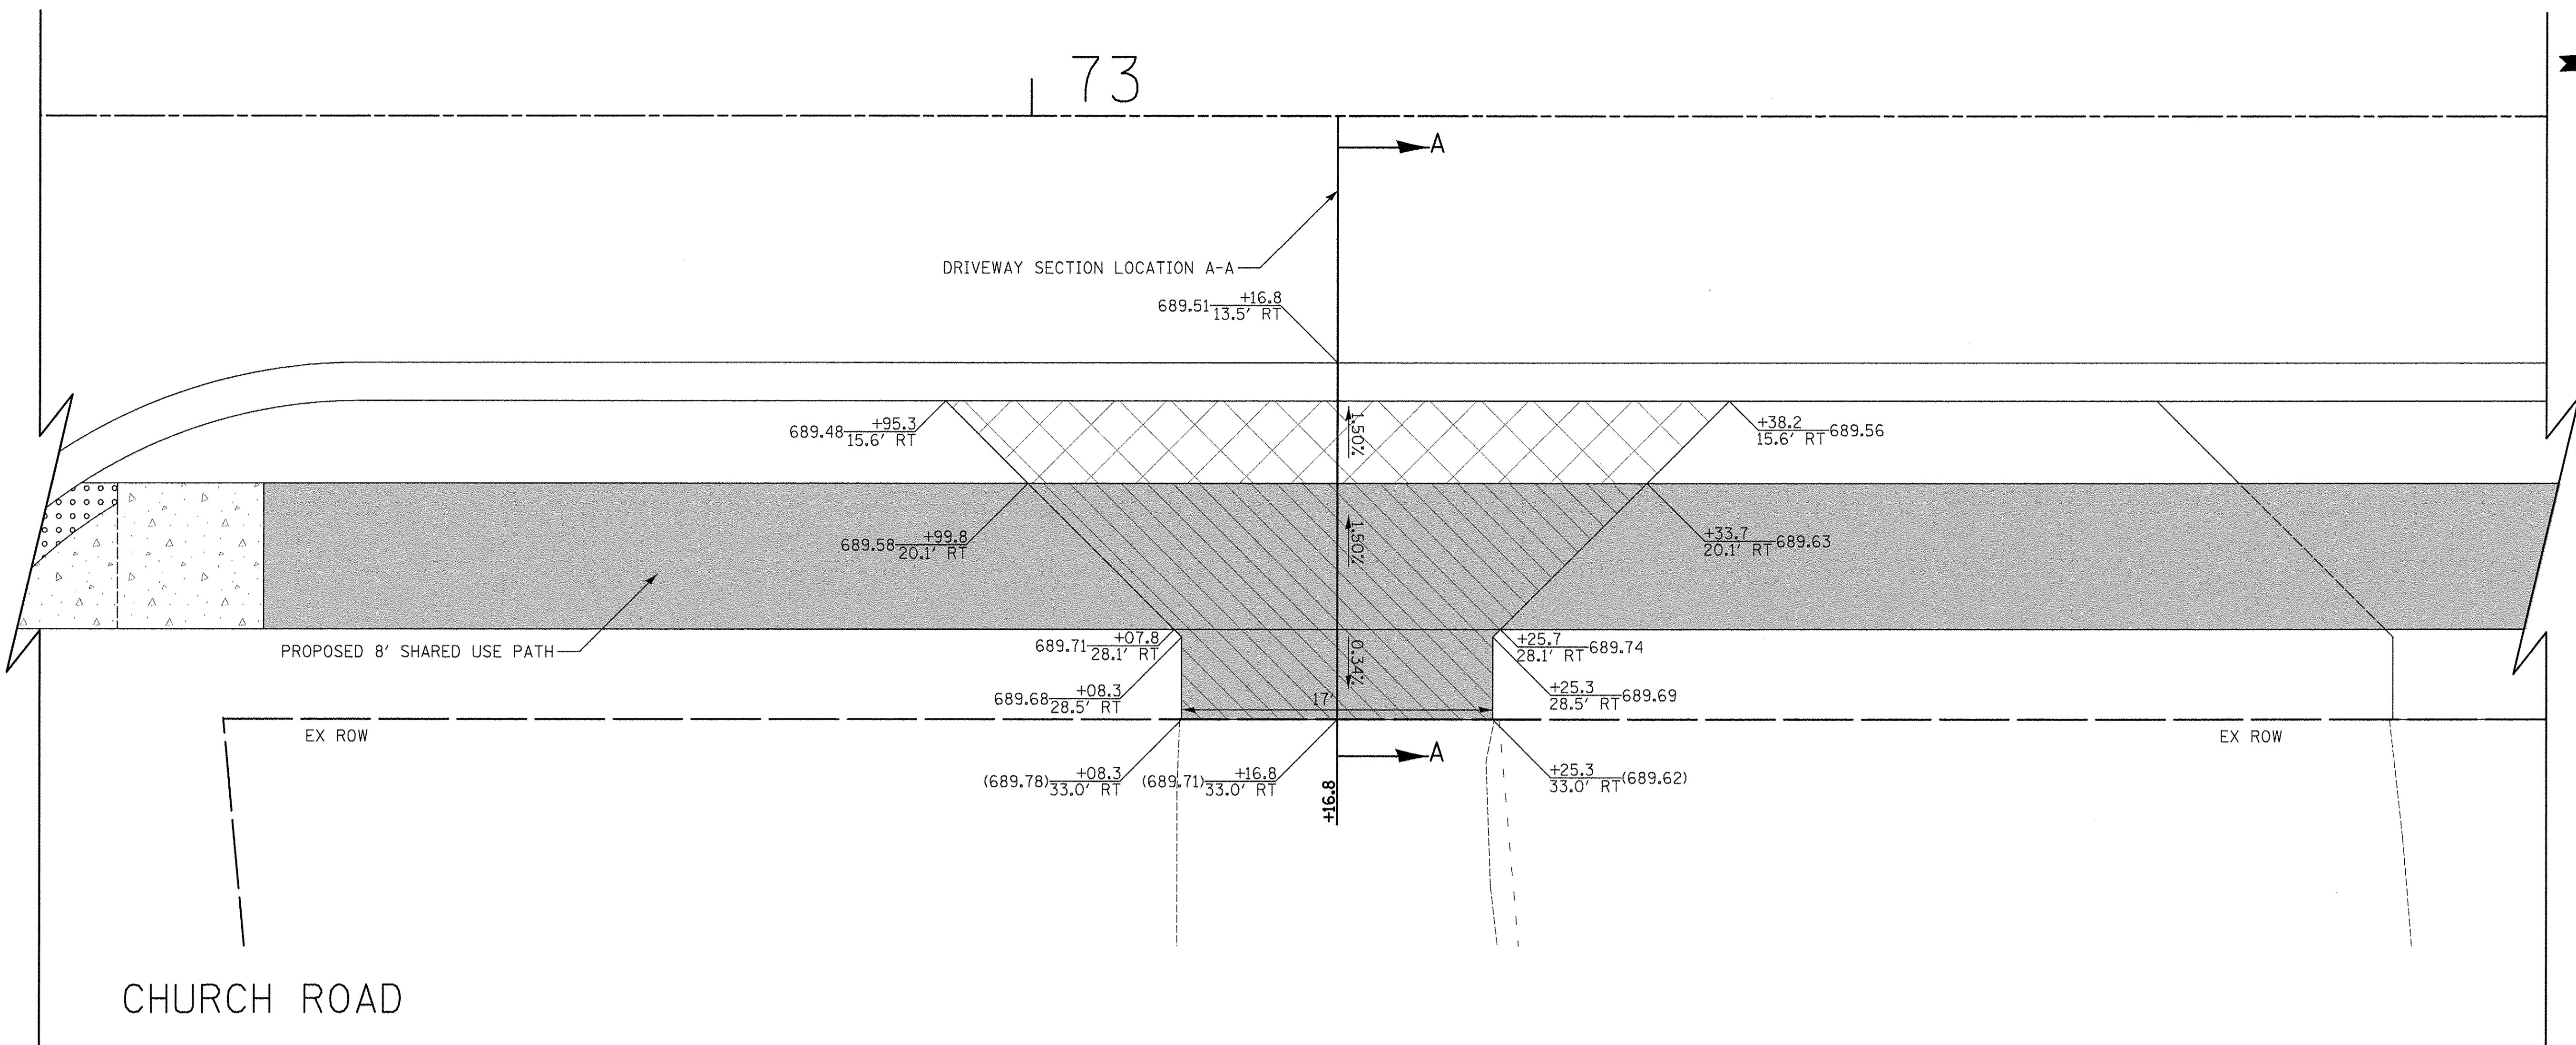 73
A
DRIVEWAY SECTION LOCATION A-A
689.51 +16.8
13.5' RT
689.48 +95.3
15.6' RT
1.50%
+38.2 689.56
15.6' RT
689.58 +99.8
20.1' RT
1.50%
+33.7 689.63
20.1' RT
PROPOSED 8' SHARED USE PATH
689.71 +07.8
28.1' RT
0.34%
+25.7 689.74
28.1' RT
689.68 +08.3
28.5' RT
17'
+25.3 689.69
28.5' RT
EX ROW
EX ROW
A
(689.78) +08.3
33.0' RT
(689.71) +16.8
33.0' RT
+16.8
+25.3 (689.62)
33.0' RT
CHURCH ROAD